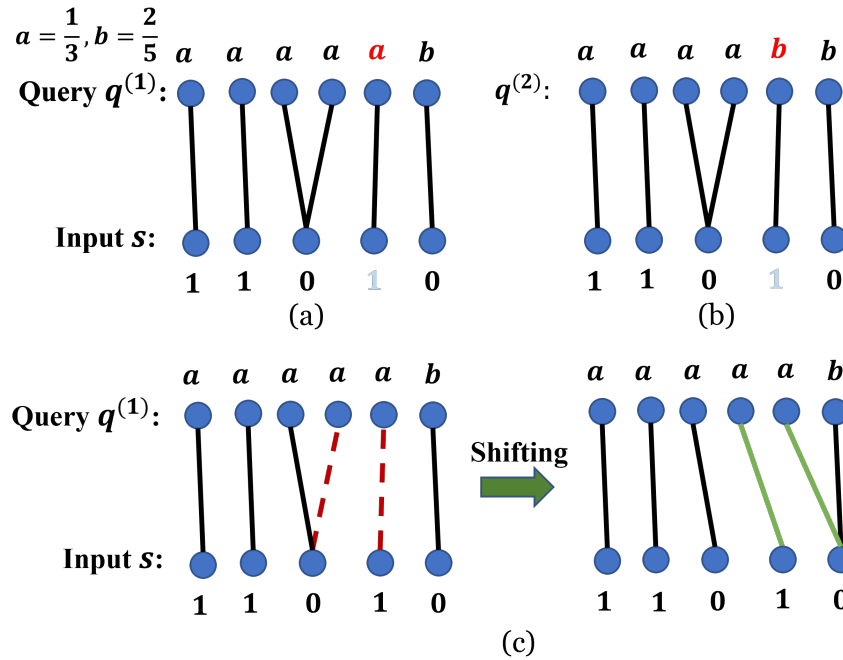 a = 1/3, b = 2/5
a a a a a b
a a a a b b
Query q^(1):
q^(2):
Input s:
1 1 0 1 0
1 1 0 1 0
(a)
(b)
a a a a a b
a a a a a b
Query q^(1):
Shifting
Input s:
1 1 0 1 0
1 1 0 1 0
(c)